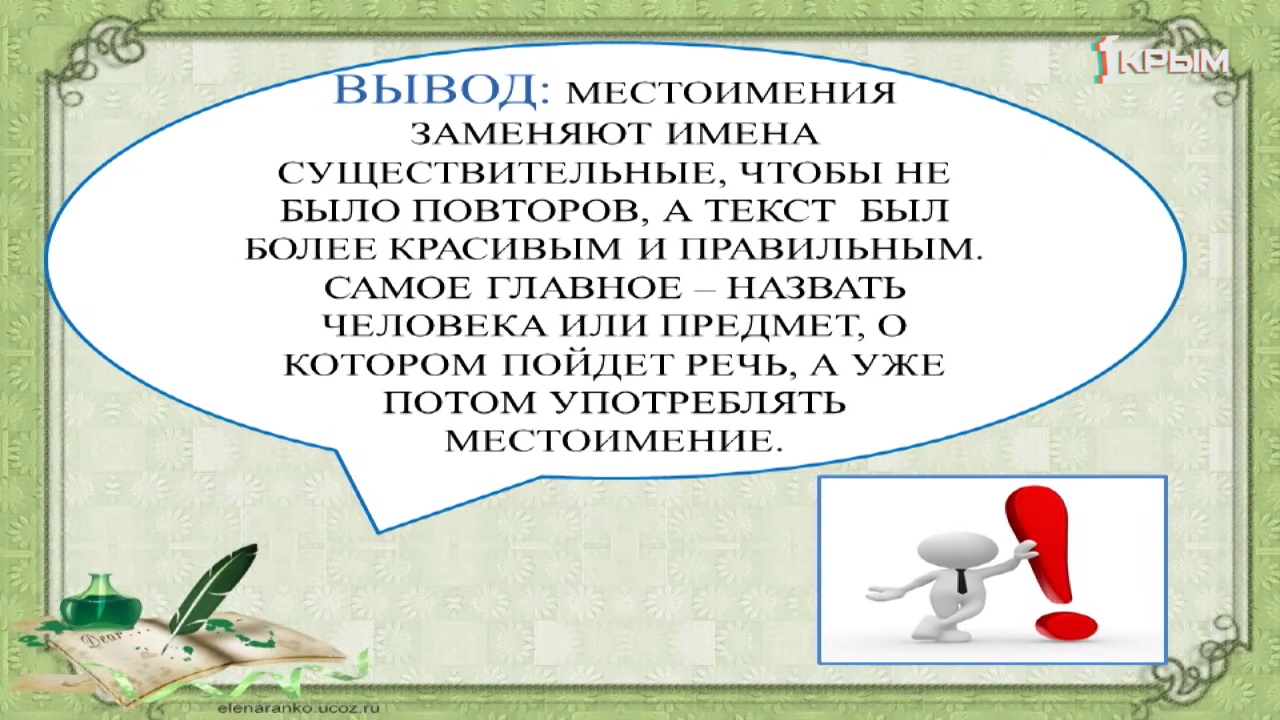 1КРЫМ
ВЫВОД: МЕСТОИМЕНИЯ
ЗАМЕНЯЮТ ИМЕНА
СУЩЕСТВИТЕЛЬНЫЕ, ЧТОБЫ НЕ
БЫЛО ПОВТОРОВ, А ТЕКСТ БЫЛ
БОЛЕЕ КРАСИВЫМ И ПРАВИЛЬНЫМ.
САМОЕ ГЛАВНОЕ – НАЗВАТЬ
ЧЕЛОВЕКА ИЛИ ПРЕДМЕТ, О
КОТОРОМ ПОЙДЕТ РЕЧЬ, А УЖЕ
ПОТОМ УПОТРЕБЛЯТЬ
МЕСТОИМЕНИЕ.
Dear...
elenaranko.ucoz.ru